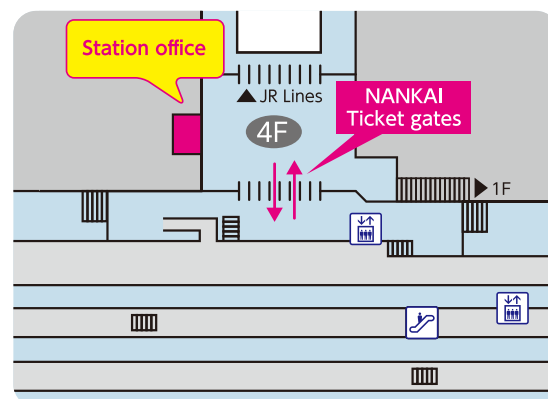 Station office
▲JR Lines
NANKAI
Ticket gates
4F
▶1F